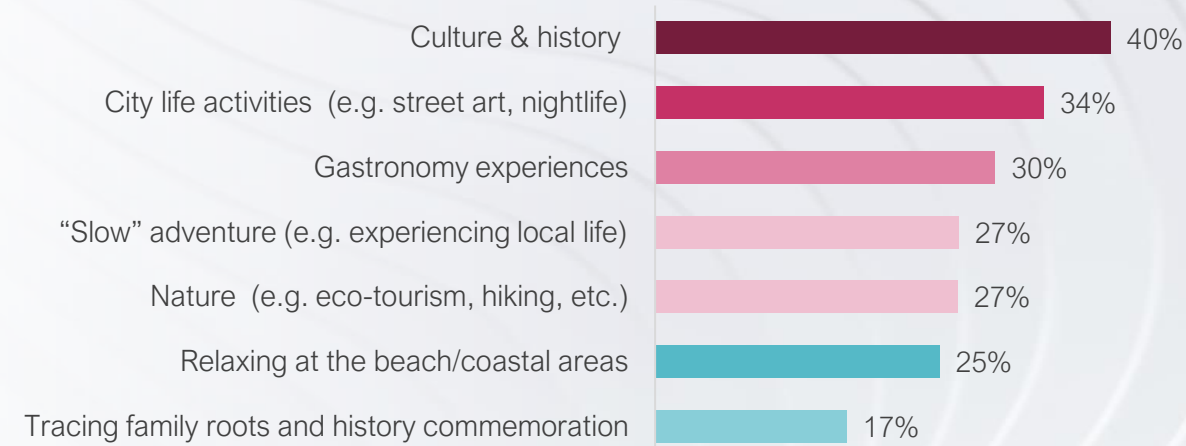 Culture & history 40%
City life activities (e.g. street art, nightlife) 34%
Gastronomy experiences 30%
“Slow” adventure (e.g. experiencing local life) 27%
Nature (e.g. eco-tourism, hiking, etc.) 27%
Relaxing at the beach/coastal areas 25%
Tracing family roots and history commemoration 17%